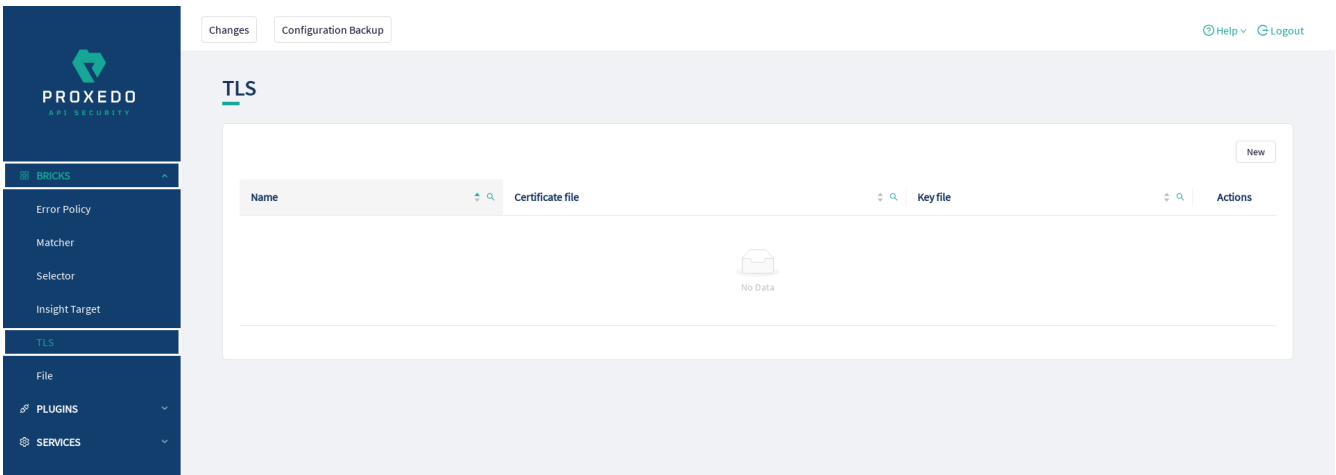 Changes
Configuration Backup
Help
Logout
PROXEDO
API SECURITY
TLS
New
Name
Certificate file
Key file
Actions
No Data
BRICKS
Error Policy
Matcher
Selector
Insight Target
TLS
File
PLUGINS
SERVICES